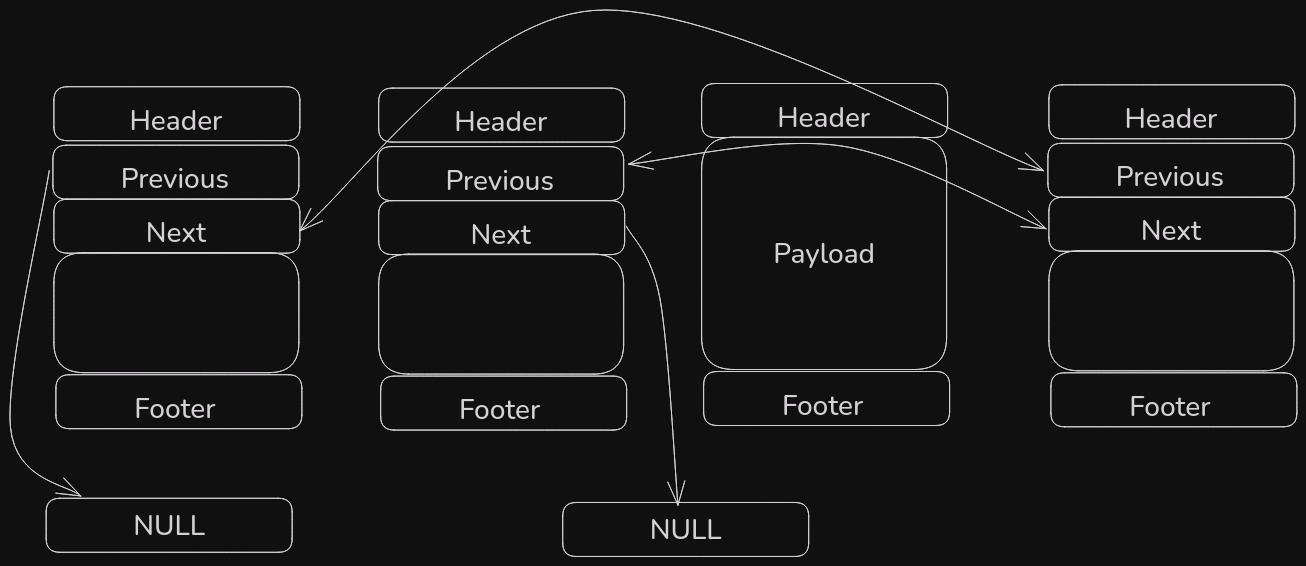 Header
Previous
Next
Footer
NULL
Header
Previous
Next
Footer
NULL
Header
Payload
Footer
Header
Previous
Next
Footer